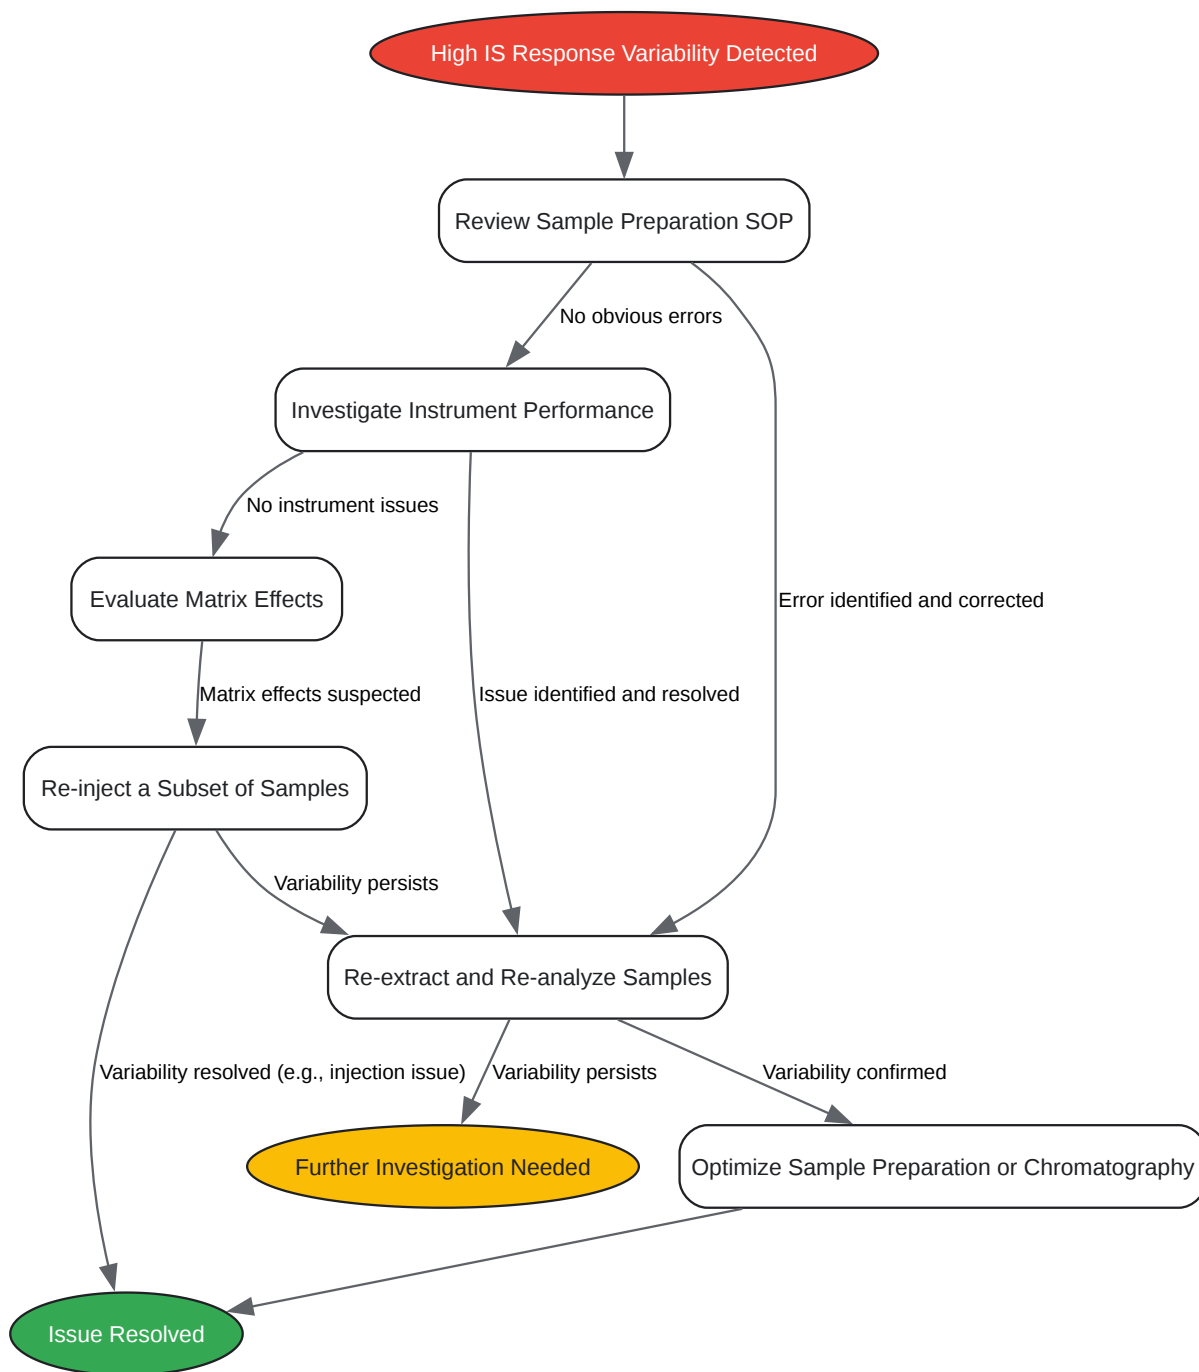 High IS Response Variability Detected
Review Sample Preparation SOP
No obvious errors
Investigate Instrument Performance
No instrument issues
Evaluate Matrix Effects
Error identified and corrected
Matrix effects suspected
Issue identified and resolved
Re-inject a Subset of Samples
Variability persists
Re-extract and Re-analyze Samples
Variability resolved (e.g., injection issue)
Variability persists
Variability confirmed
Further Investigation Needed
Optimize Sample Preparation or Chromatography
Issue Resolved